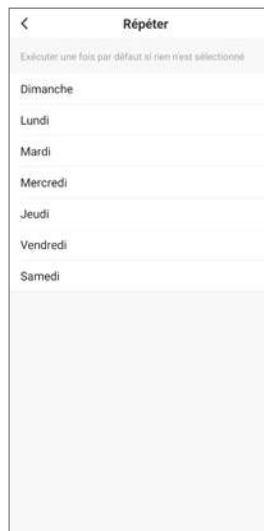 Répéter
Exécuter une fois par défaut si rien n'est sélectionné
Dimanche
Lundi
Mardi
Mercredi
Jeudi
Vendredi
Samedi